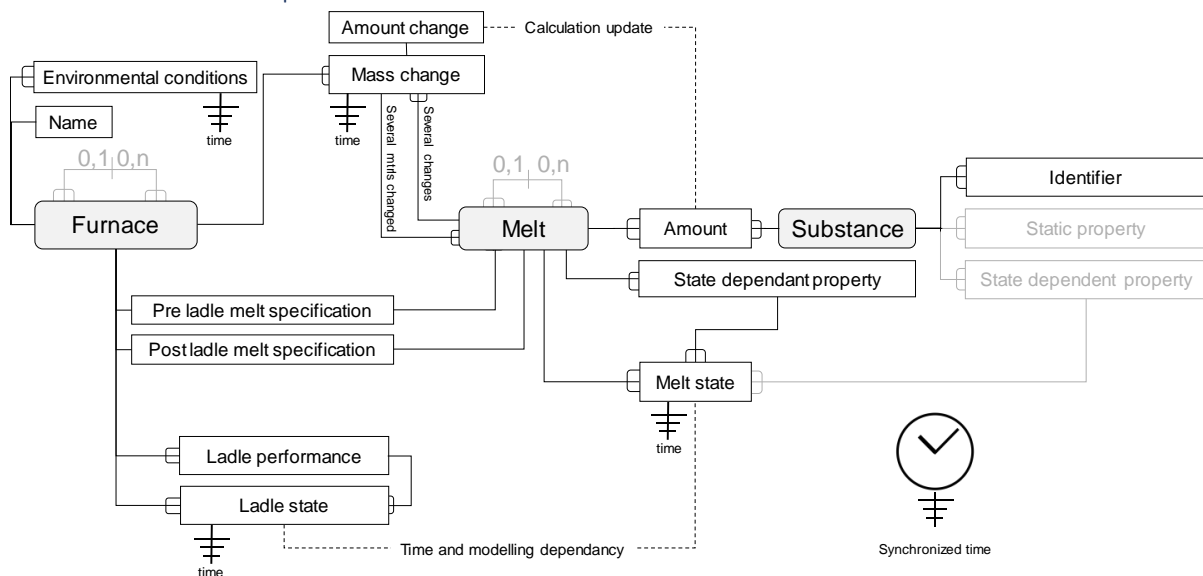 Amount change
Calculation update
Environmental conditions
Mass change
time
time
Name
Several mtrls changed
Several changes
0,1 0,n
0,1 0,n
Identifier
Furnace
Melt
Amount
Substance
Static property
State dependant property
State dependent property
Pre ladle melt specification
Post ladle melt specification
Melt state
time
Ladle performance
Ladle state
time
Time and modelling dependancy
Synchronized time